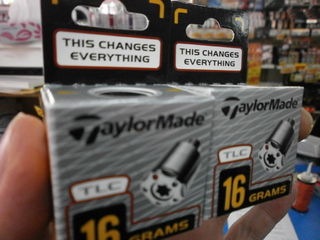 THIS CHANGES
EVERYTHING
THIS CHANGES
EVERYTHING
TaylorMade
TLC
16
GRAMS
TaylorMade
TLC
16
GRAMS